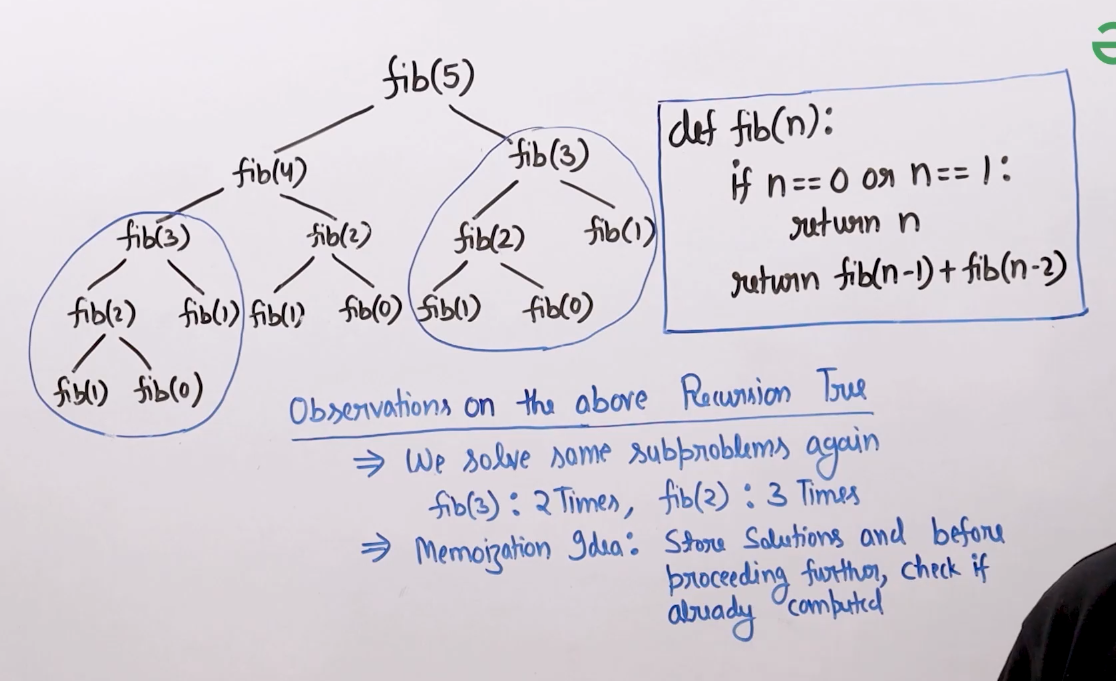 fib(5)
fib(4) fib(3)
fib(3) fib(2) fib(2) fib(1)
fib(2) fib(1) fib(1) fib(0) fib(1) fib(0)
fib(1) fib(0)
def fib(n):
if n==0 or n==1:
return n
return fib(n-1)+fib(n-2)
Observations on the above Recursion Tree
⇒ We solve some subproblems again
fib(3): 2 Times, fib(2): 3 Times
⇒ Memoization Idea: Store Solutions and before
proceeding further, check if
already computed